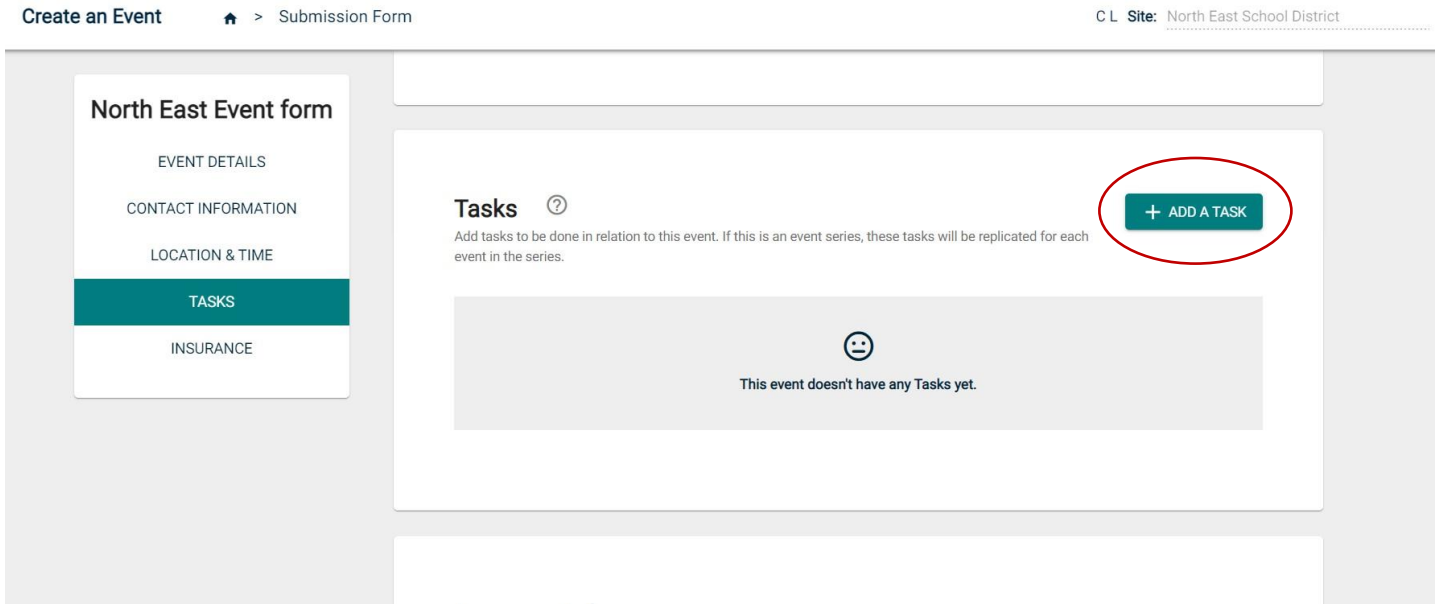 Create an Event > Submission Form C L Site: North East School District
North East Event form
EVENT DETAILS
CONTACT INFORMATION
LOCATION & TIME
TASKS
INSURANCE
Tasks ?
+ ADD A TASK
Add tasks to be done in relation to this event. If this is an event series, these tasks will be replicated for each
event in the series.
This event doesn't have any Tasks yet.